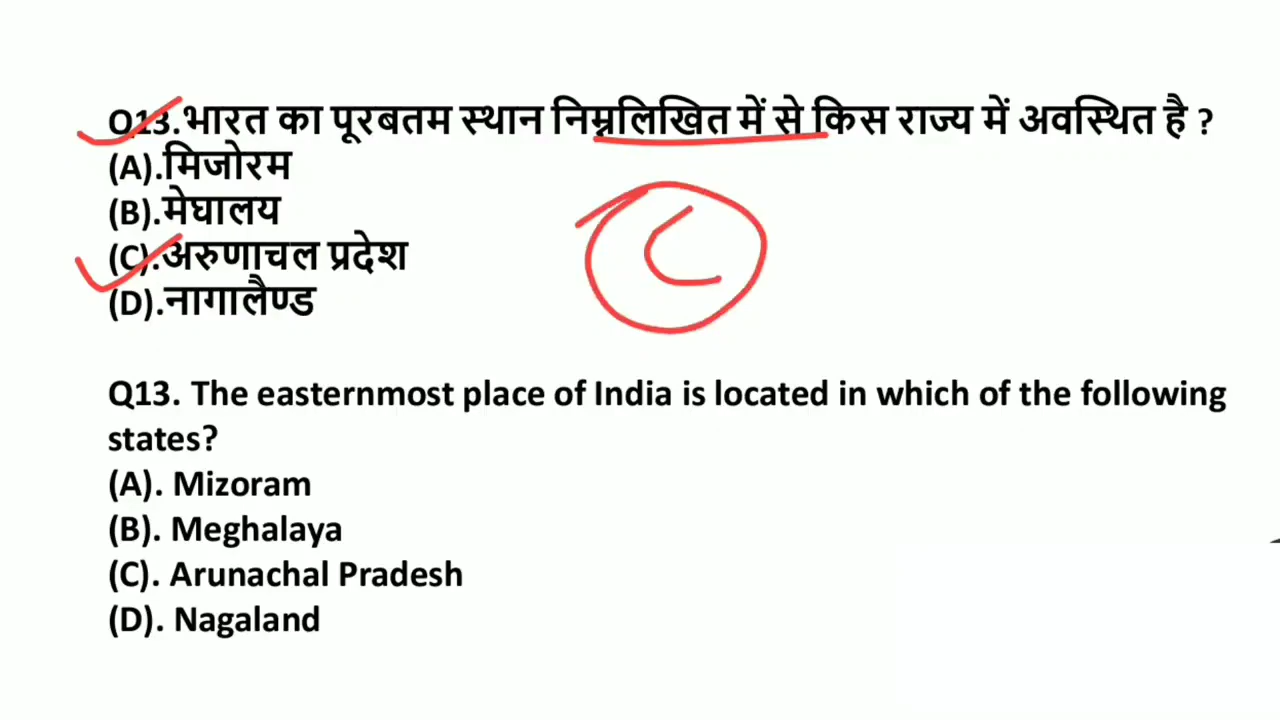 Q13.भारत का पूरबतम स्थान निम्नलिखित में से किस राज्य में अवस्थित है ?
(A).मिजोरम
(B).मेघालय
(C).अरुणाचल प्रदेश
C
(D).नागालैण्ड
Q13. The easternmost place of India is located in which of the following
states?
(A). Mizoram
(B). Meghalaya
(C). Arunachal Pradesh
(D). Nagaland